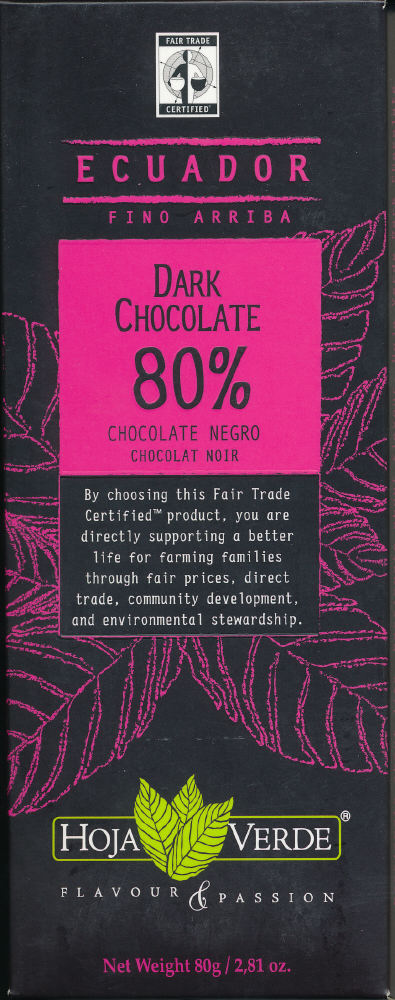 FAIR TRADE
CERTIFIED
ECUADOR
FINO ARRIBA
DARK
CHOCOLATE
80%
CHOCOLATE NEGRO
CHOCOLAT NOIR
By choosing this Fair Trade
Certified™ product, you are
directly supporting a better
life for farming families
through fair prices, direct
trade, community development,
and environmental stewardship.
HOJA VERDE®
FLAVOUR & PASSION
Net Weight 80g / 2,81 oz.